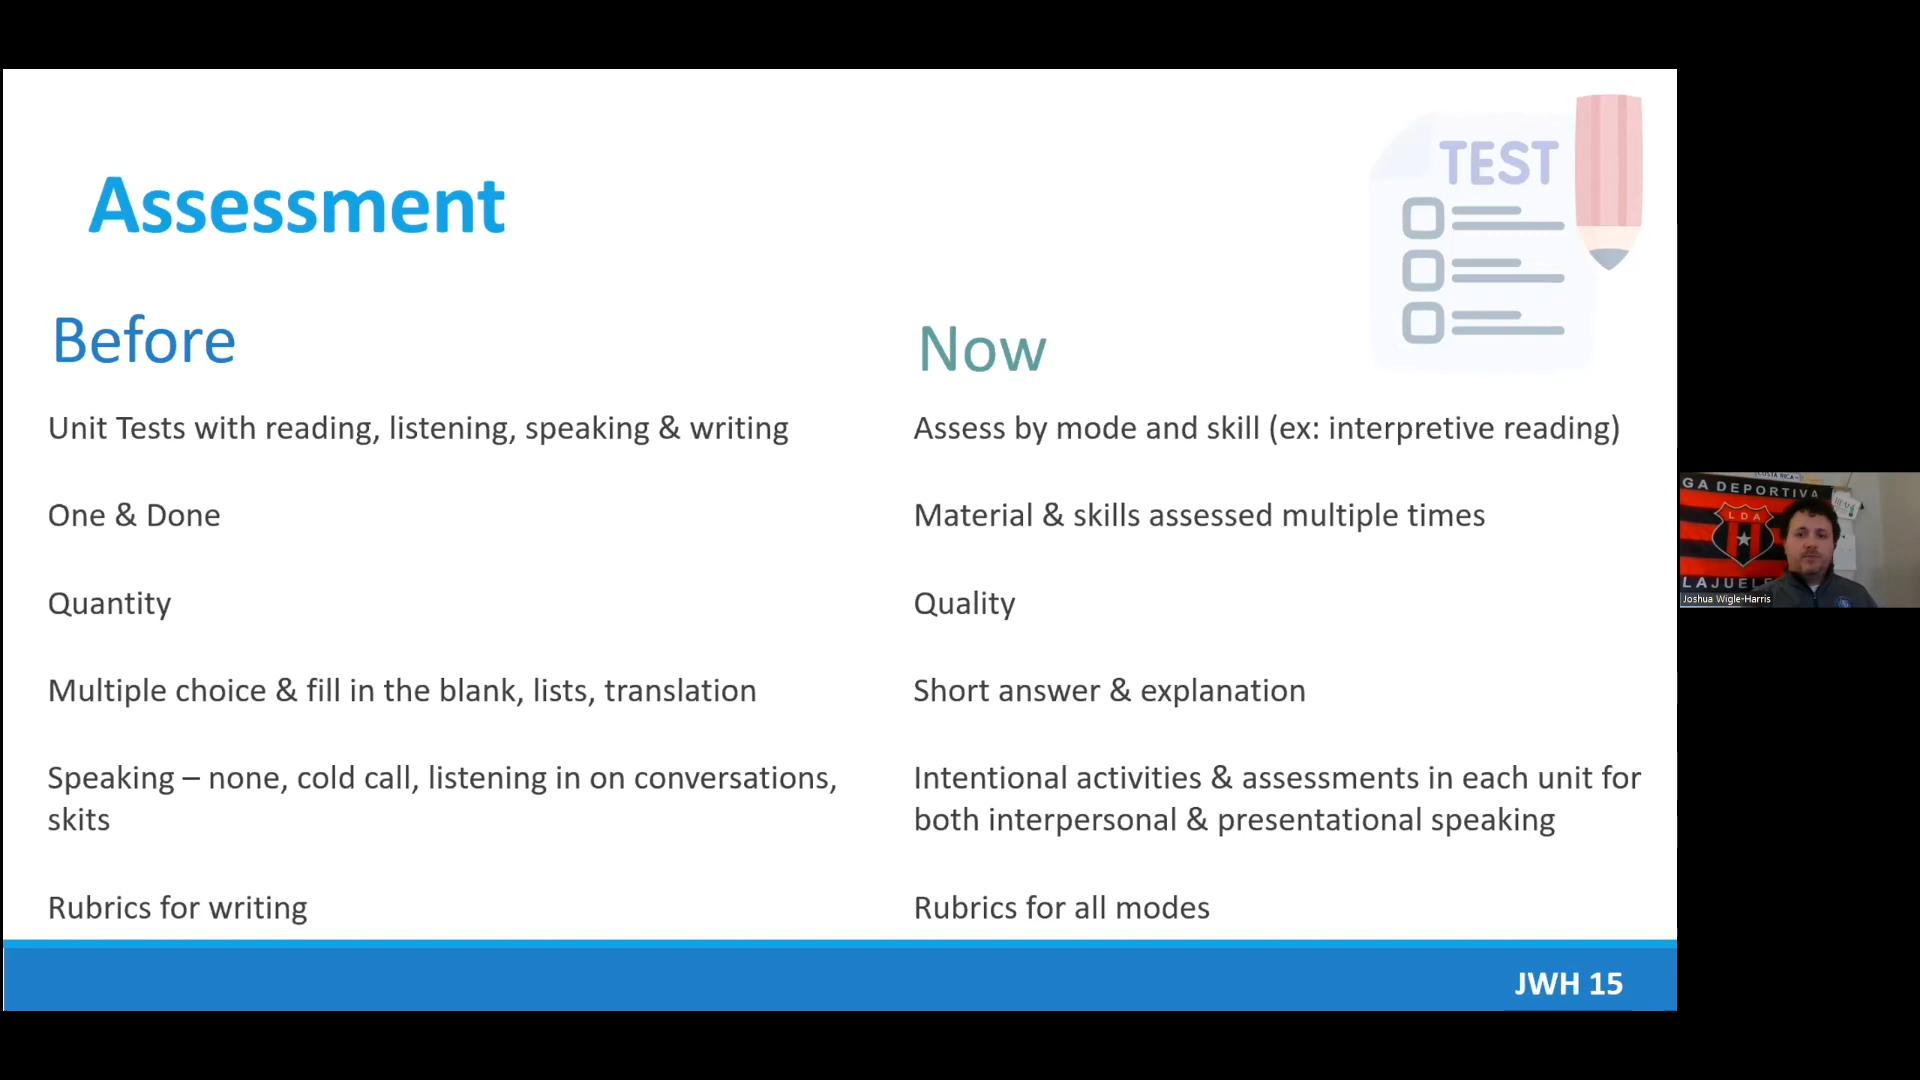 TEST
Assessment
Before
Now
Unit Tests with reading, listening, speaking & writing
Assess by mode and skill (ex: interpretive reading)
One & Done
Material & skills assessed multiple times
Quantity
Quality
Multiple choice & fill in the blank, lists, translation
Short answer & explanation
Speaking – none, cold call, listening in on conversations,
skits
Intentional activities & assessments in each unit for
both interpersonal & presentational speaking
Rubrics for writing
Rubrics for all modes
JWH 15
GA DEPORTIVA
LDA
LAJUELE
COSTA RICA
Joshua Wigle-Harris